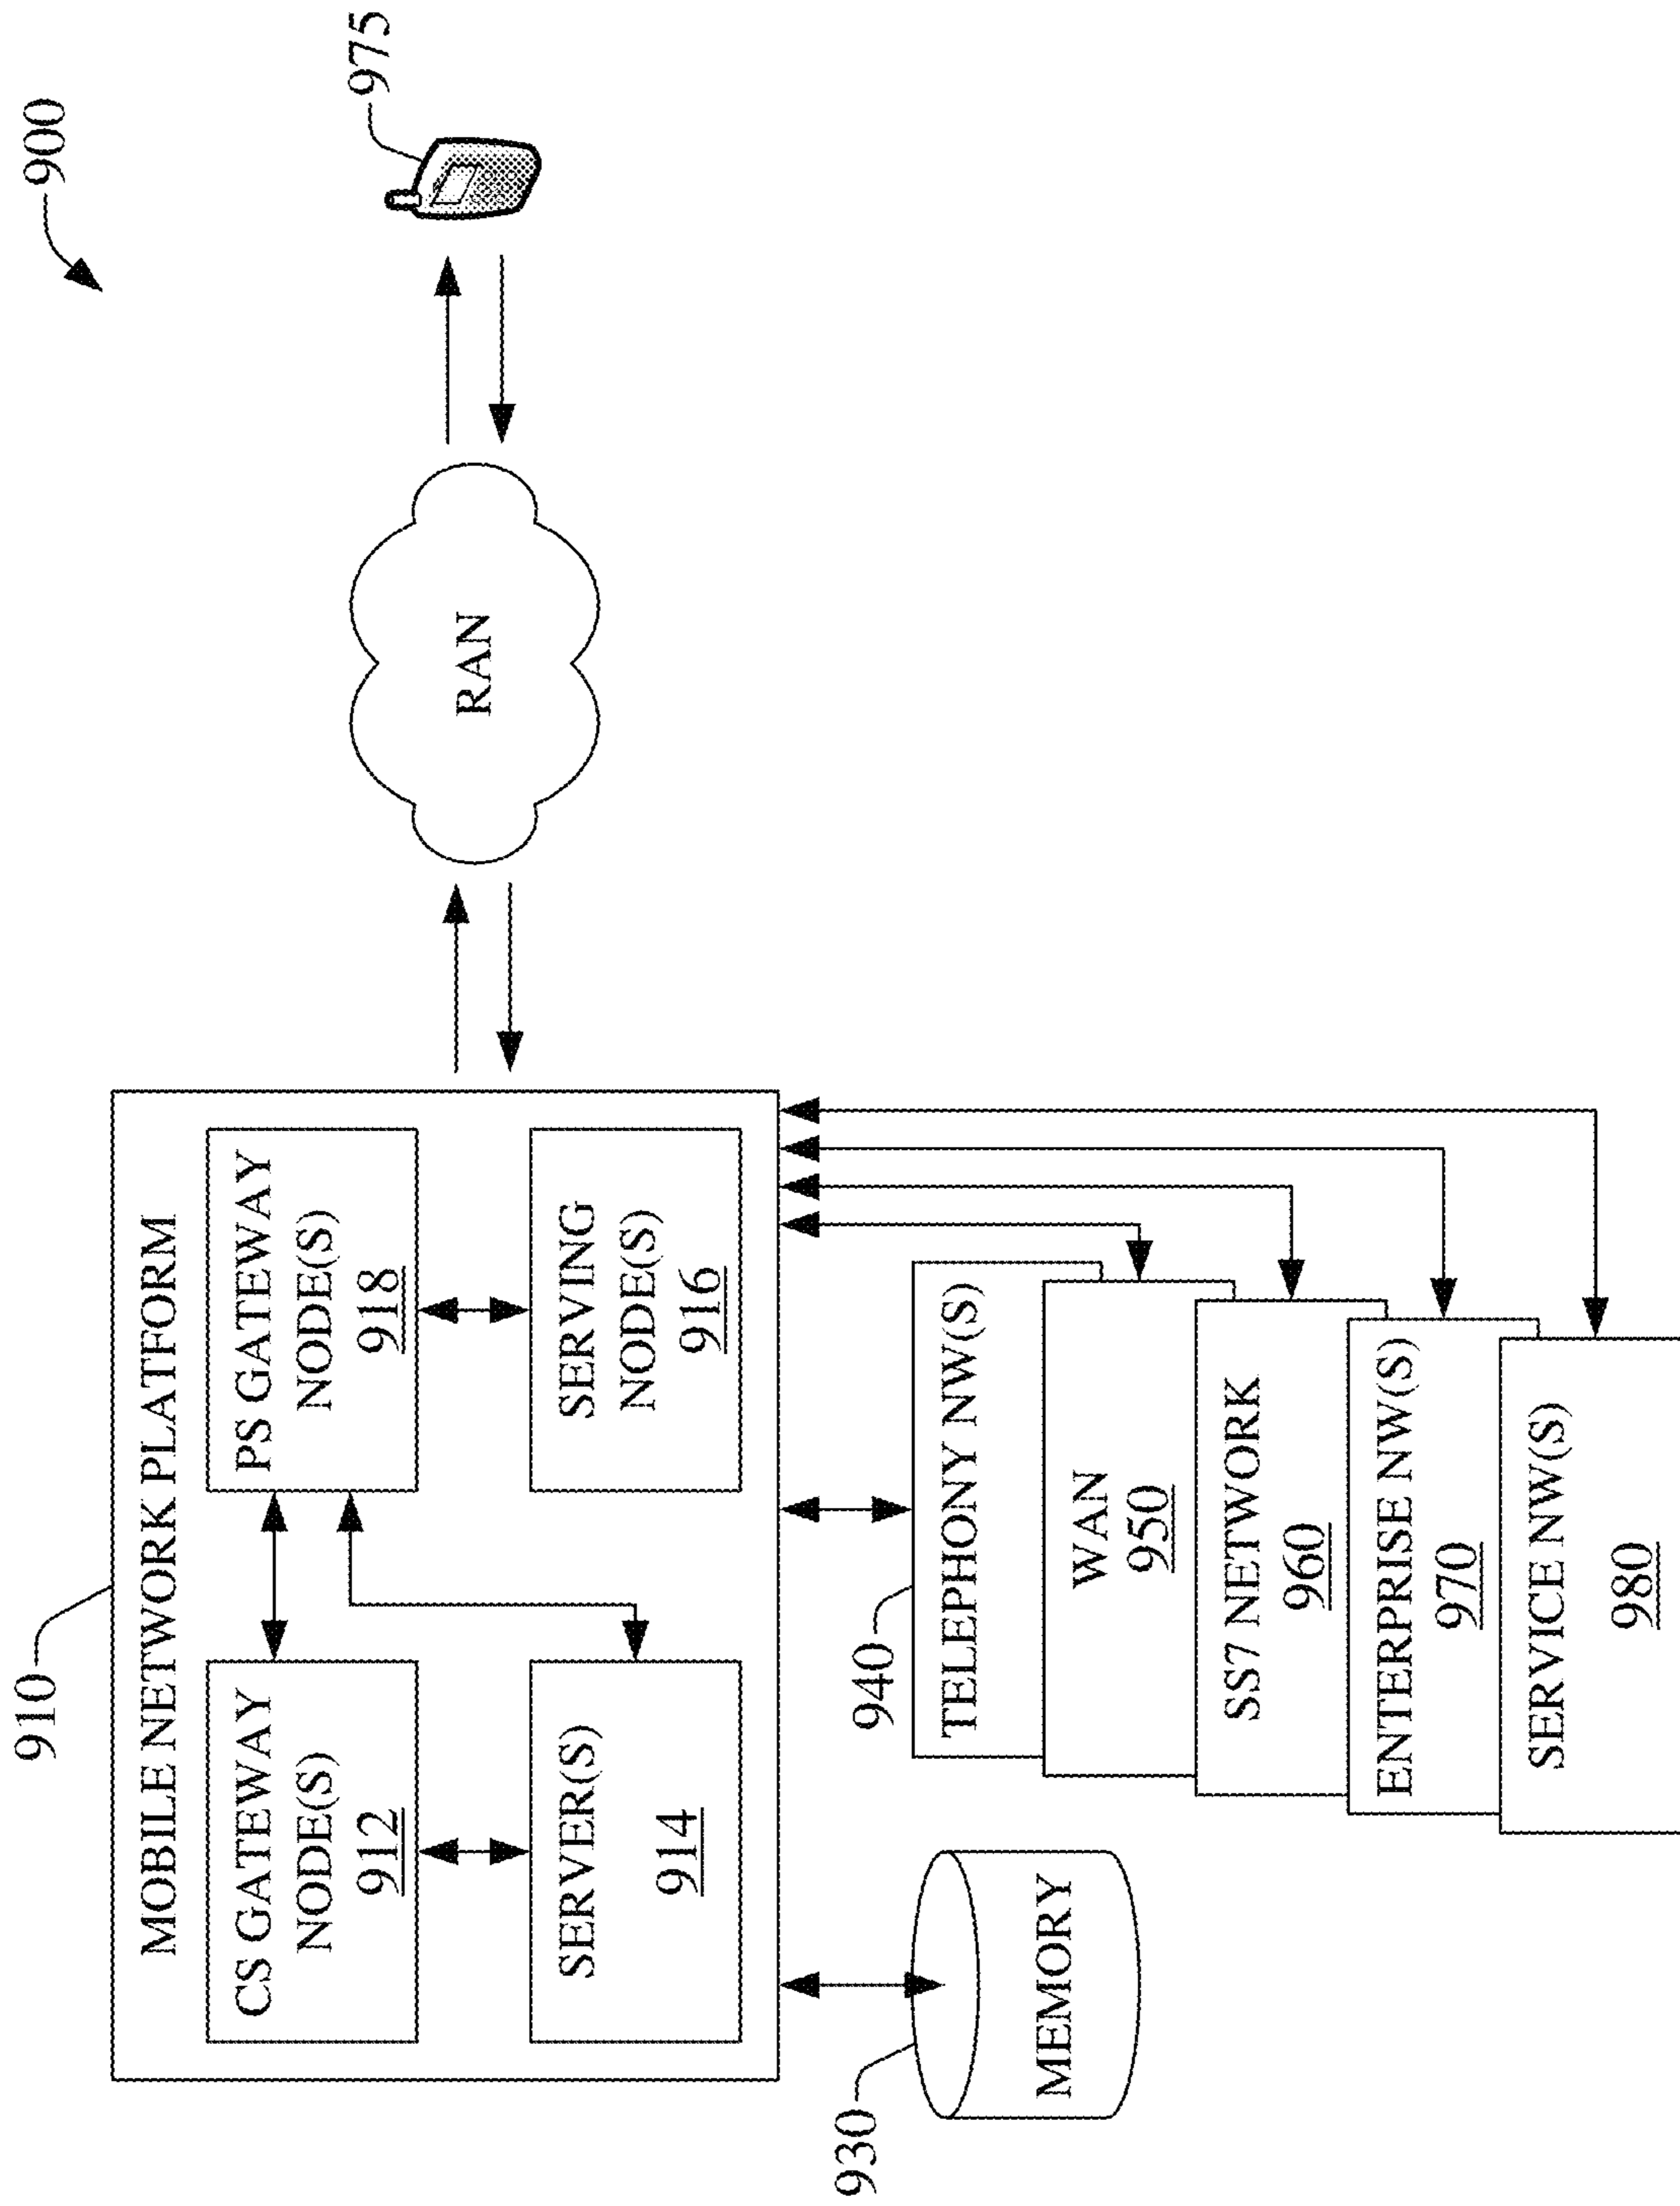 900
910
MOBILE NETWORK PLATFORM
CS GATEWAY
NODE(S)
912
PS GATEWAY
NODE(S)
918
SERVER(S)
914
SERVING
NODE(S)
916
RAN
975
930
MEMORY
940
TELEPHONY NW(S)
WAN
950
SS7 NETWORK
960
ENTERPRISE NW(S)
970
SERVICE NW(S)
980